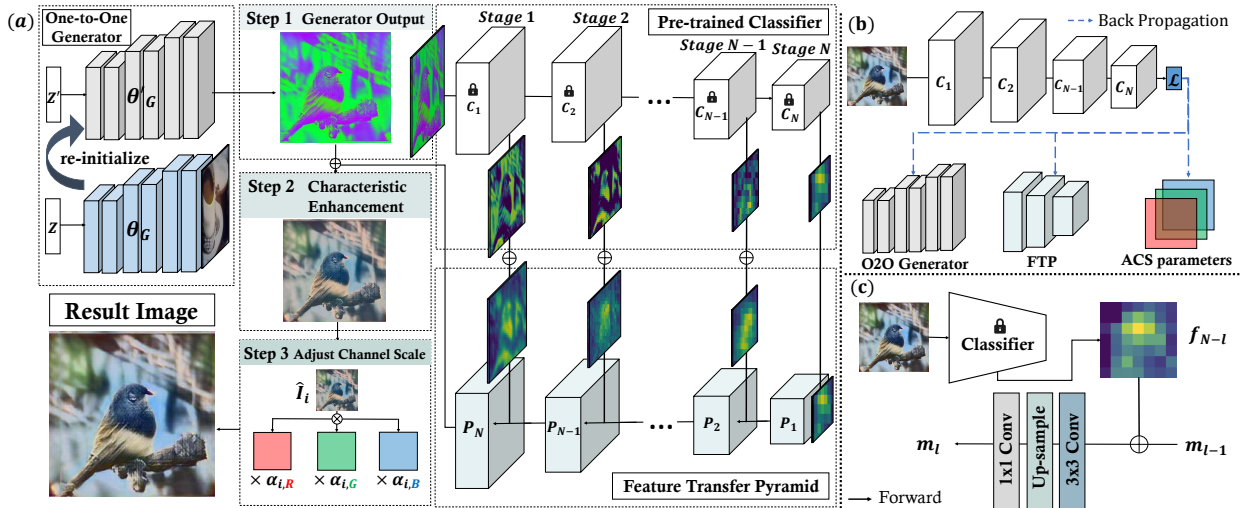 (a)
One-to-One
Generator
Z'
θ'G
re-initialize
Z
θG
Result Image
Step 1 Generator Output
Step 2 Characteristic
Enhancement
Step 3 Adjust Channel Scale
Îi
× αi,R
× αi,G
× αi,B
Stage 1
Stage 2
Pre-trained Classifier
Stage N − 1
Stage N
C1
C2
...
CN−1
CN
PN
PN−1
...
P2
P1
Feature Transfer Pyramid
(b)
Back Propagation
C1
C2
CN−1
CN
ℒ
O2O Generator
FTP
ACS parameters
(c)
Classifier
fN−l
ml
1x1 Conv
Up-sample
3x3 Conv
ml−1
Forward